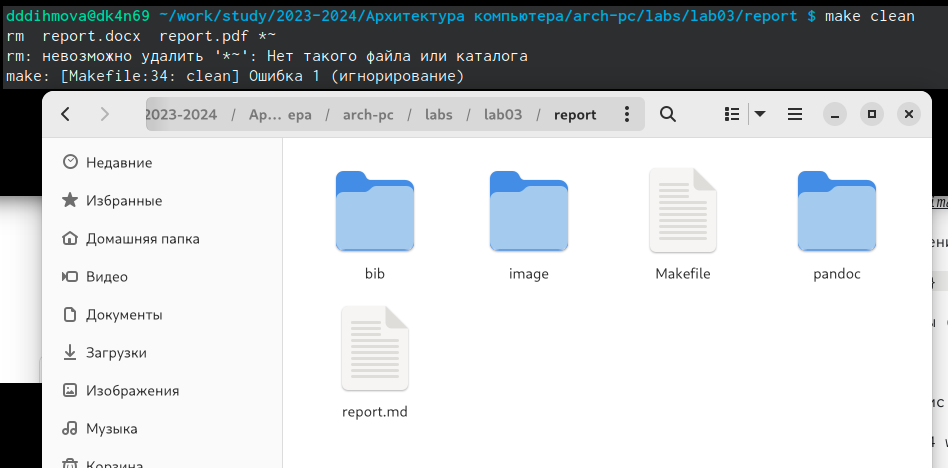 dddihmova@dk4n69 ~/work/study/2023-2024/Архитектура компьютера/arch-pc/labs/lab03/report $ make clean
rm  report.docx  report.pdf *~
rm: невозможно удалить '*~': Нет такого файла или каталога
make: [Makefile:34: clean] Ошибка 1 (игнорирование)
2023-2024 / Ар… ера / arch-pc / labs / lab03 / report
Недавние
Избранные
Домашняя папка
Видео
Документы
Загрузки
Изображения
Музыка
Корзина
bib
image
Makefile
pandoc
report.md